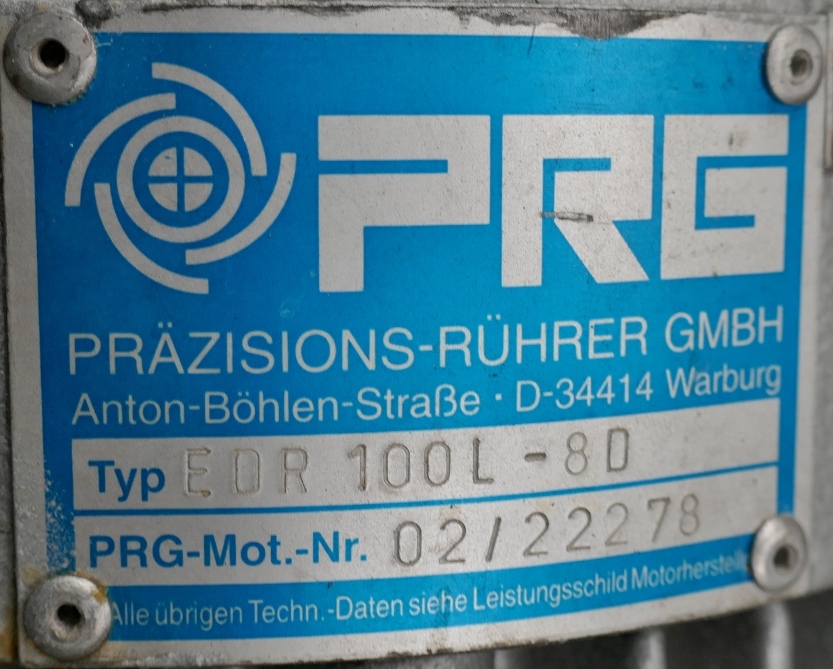 PRG
PRÄZISIONS-RÜHRER GMBH
Anton-Böhlen-Straße · D-34414 Warburg
Typ EDR 100L -8D
PRG-Mot.-Nr. 02/22278
Alle übrigen Techn.-Daten siehe Leistungsschild